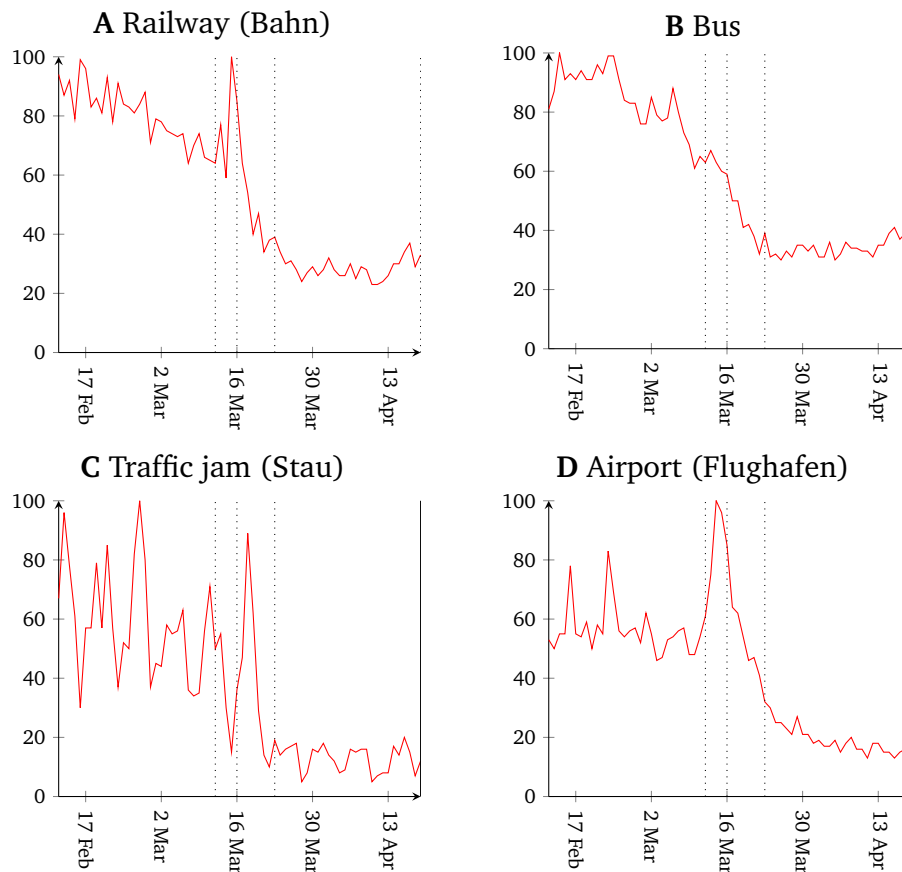 A Railway (Bahn)
100
80
60
40
20
0
17 Feb
2 Mar
16 Mar
30 Mar
13 Apr
B Bus
100
80
60
40
20
0
17 Feb
2 Mar
16 Mar
30 Mar
13 Apr
C Traffic jam (Stau)
100
80
60
40
20
0
17 Feb
2 Mar
16 Mar
30 Mar
13 Apr
D Airport (Flughafen)
100
80
60
40
20
0
17 Feb
2 Mar
16 Mar
30 Mar
13 Apr